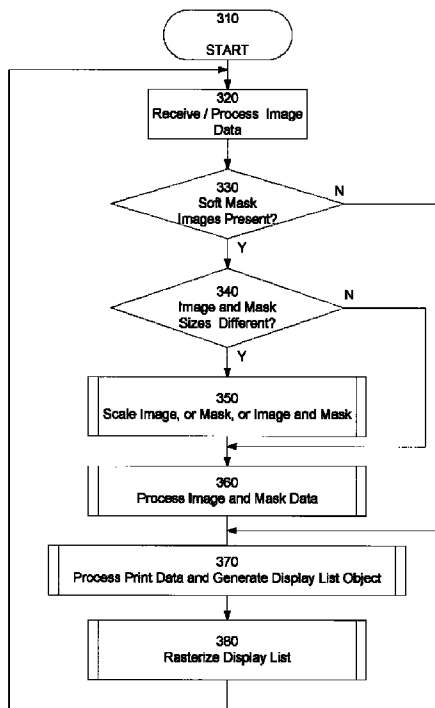 310
START
320
Receive / Process Image
Data
330
Soft Mask
Images Present?
N
Y
340
Image and Mask
Sizes Different?
N
Y
350
Scale Image, or Mask, or Image and Mask
360
Process Image and Mask Data
370
Process Print Data and Generate Display List Object
380
Rasterize Display List